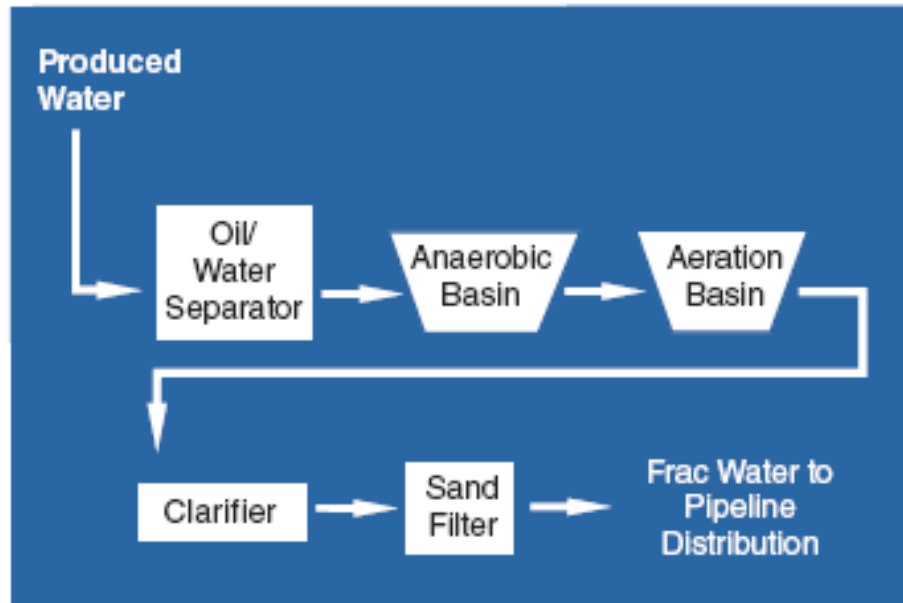 Produced
Water
Oil/
Water
Separator
Anaerobic
Basin
Aeration
Basin
Clarifier
Sand
Filter
Frac Water to
Pipeline
Distribution